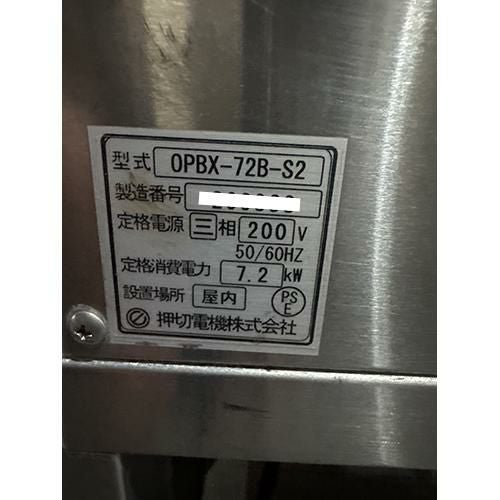 型式 OPBX-72B-S2
製造番号
定格電源 三相 200 V
50/60HZ
定格消費電力 7.2 kW
設置場所 屋内 PSE
押切電機株式会社